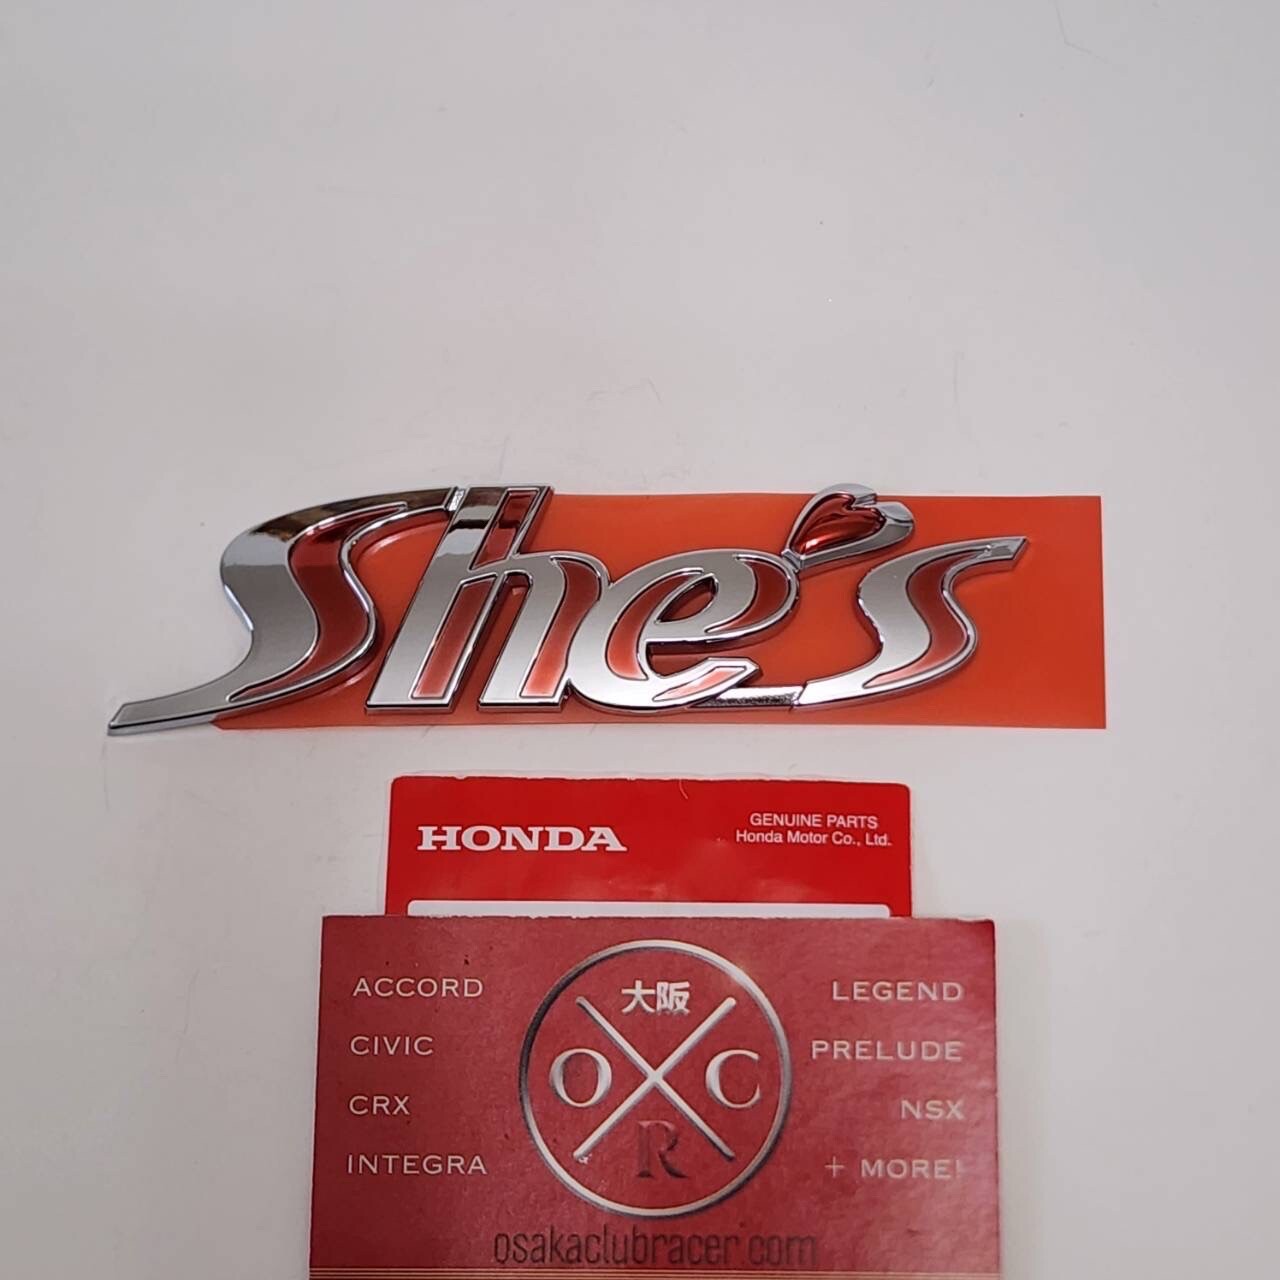 She's
HONDA
GENUINE PARTS
Honda Motor Co., Ltd.
ACCORD
CIVIC
CRX
INTEGRA
大阪
O C
R
LEGEND
PRELUDE
NSX
+ MORE!
osakaclubracer.com